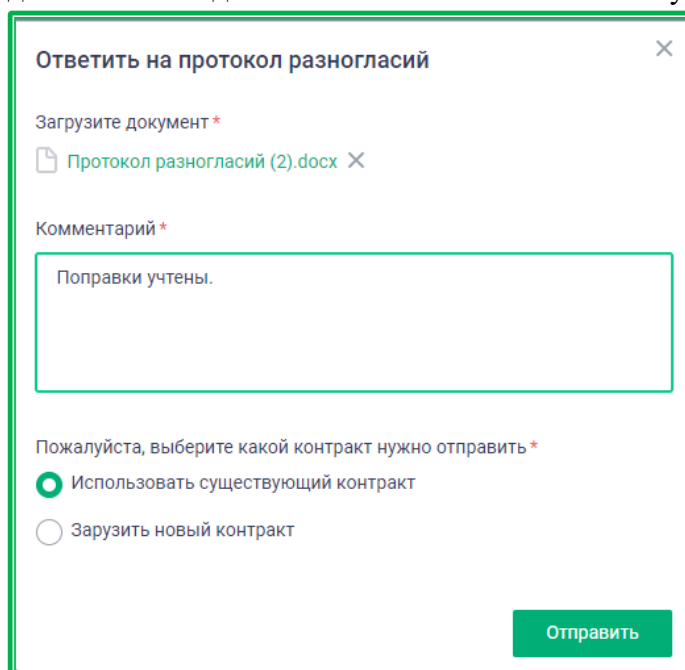 Ответить на протокол разногласий
Загрузите документ *
Протокол разногласий (2).docx
Комментарий *
Поправки учтены.
Пожалуйста, выберите какой контракт нужно отправить *
Использовать существующий контракт
Зарузить новый контракт
Отправить